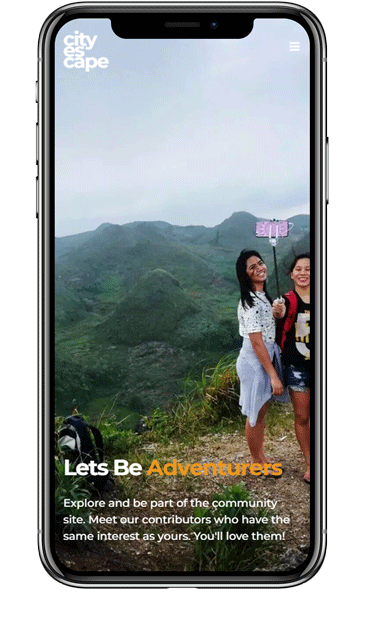 city
es
cape
Lets Be Adventurers
Explore and be part of the community
site. Meet our contributors who have the
same interest as yours. You'll love them!